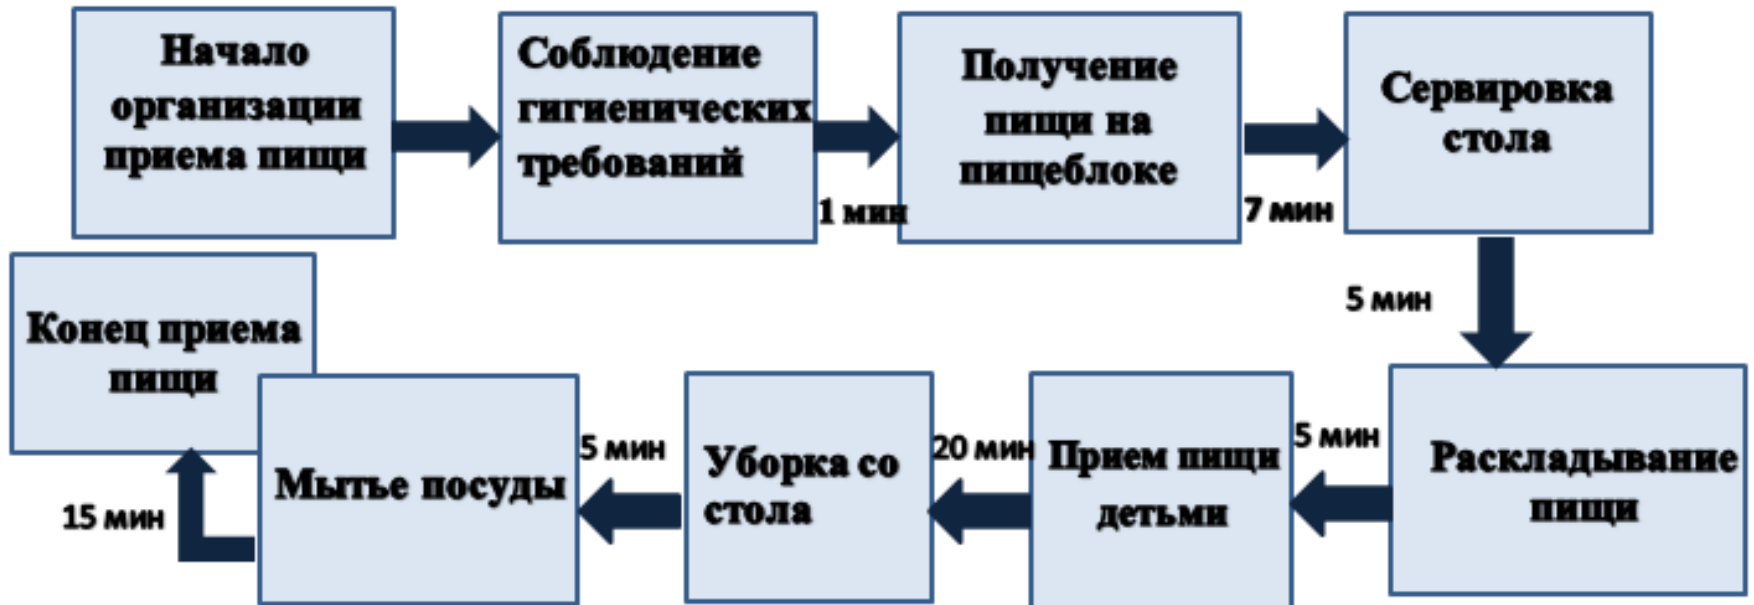 Начало
организации
приема пищи
Соблюдение
гигиенических
требований
1 мин
Получение
пищи на
пищеблоке
7 мин
Сервировка
стола
5 мин
Раскладывание
пищи
5 мин
Прием пищи
детьми
20 мин
Уборка со
стола
5 мин
Мытье посуды
15 мин
Конец приема
пищи